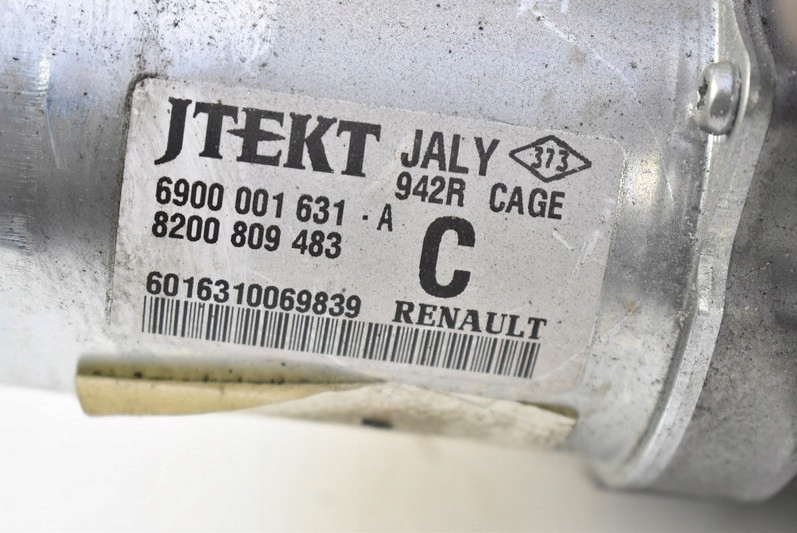 JTEKT JALY 373
6900 001 631 - A 942R CAGE
8200 809 483 C
6016310069839 RENAULT